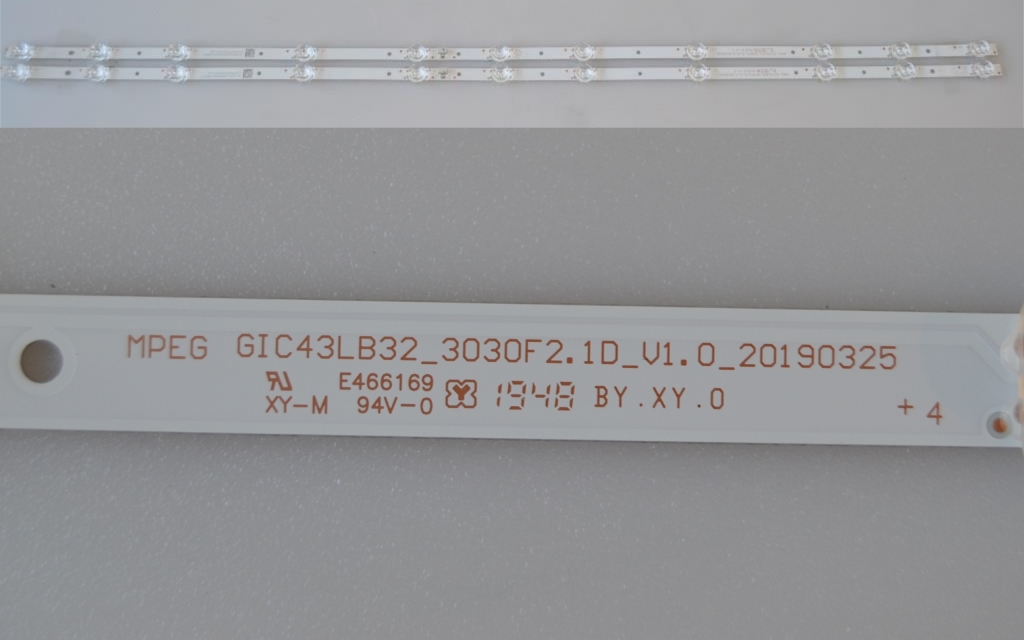 MPEG GIC43LB32_3030F2.1D_V1.0_20190325
E466169 1948 BY.XY.0
XY-M 94V-0 + 4